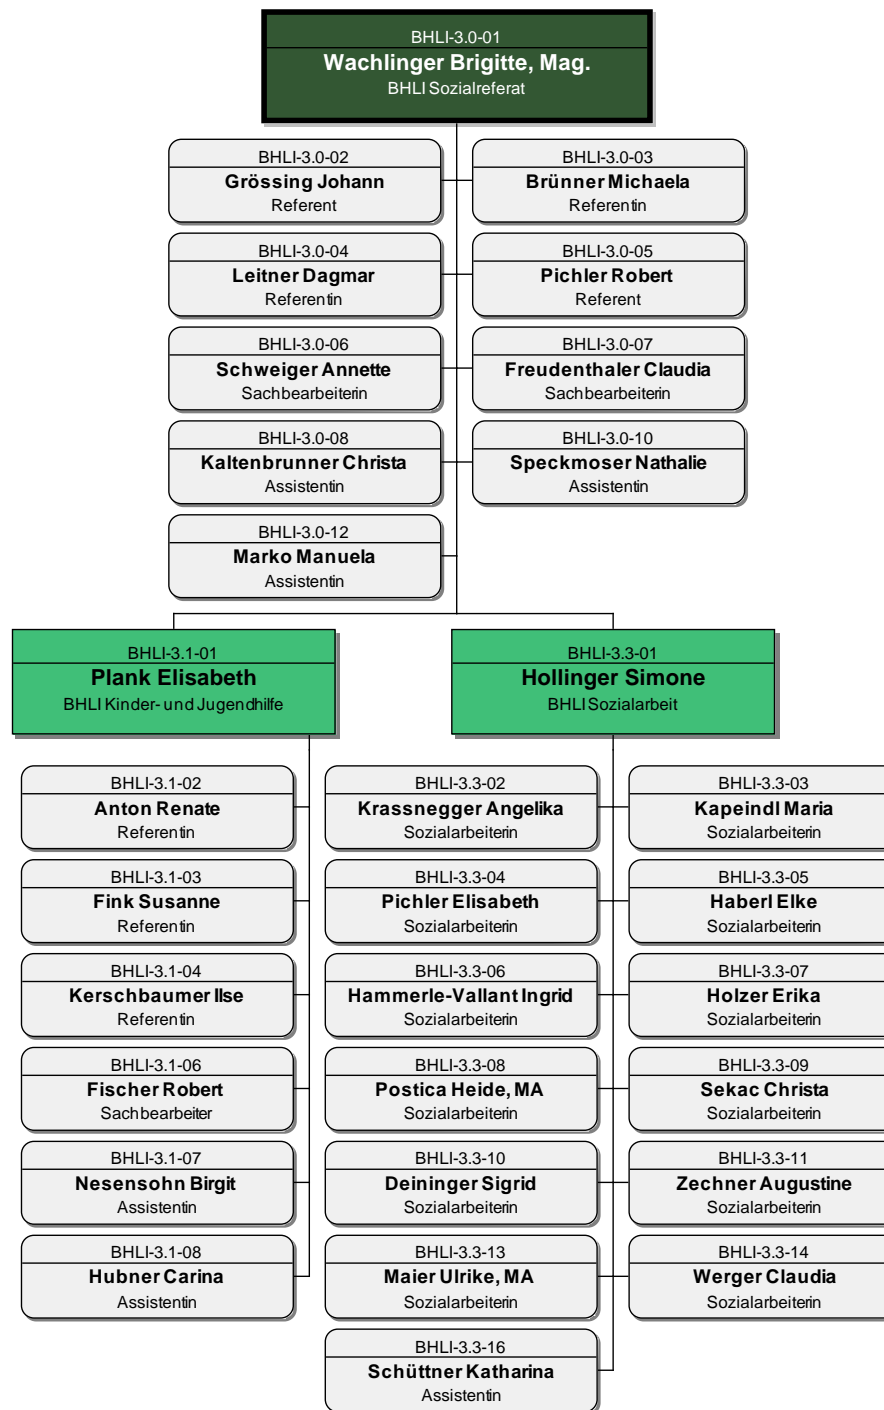 BHLI-3.0-01
Wachlinger Brigitte, Mag.
BHLI Sozialreferat
BHLI-3.0-02
Grössing Johann
Referent
BHLI-3.0-03
Brünner Michaela
Referentin
BHLI-3.0-04
Leitner Dagmar
Referentin
BHLI-3.0-05
Pichler Robert
Referent
BHLI-3.0-06
Schweiger Annette
Sachbearbeiterin
BHLI-3.0-07
Freudenthaler Claudia
Sachbearbeiterin
BHLI-3.0-08
Kaltenbrunner Christa
Assistentin
BHLI-3.0-10
Speckmoser Nathalie
Assistentin
BHLI-3.0-12
Marko Manuela
Assistentin
BHLI-3.1-01
Plank Elisabeth
BHLI Kinder- und Jugendhilfe
BHLI-3.3-01
Hollinger Simone
BHLI Sozialarbeit
BHLI-3.1-02
Anton Renate
Referentin
BHLI-3.1-03
Fink Susanne
Referentin
BHLI-3.1-04
Kerschbaumer Ilse
Referentin
BHLI-3.1-06
Fischer Robert
Sachbearbeiter
BHLI-3.1-07
Nesensohn Birgit
Assistentin
BHLI-3.1-08
Hubner Carina
Assistentin
BHLI-3.3-02
Krassnegger Angelika
Sozialarbeiterin
BHLI-3.3-03
Kapeindl Maria
Sozialarbeiterin
BHLI-3.3-04
Pichler Elisabeth
Sozialarbeiterin
BHLI-3.3-05
Haberl Elke
Sozialarbeiterin
BHLI-3.3-06
Hammerle-Vallant Ingrid
Sozialarbeiterin
BHLI-3.3-07
Holzer Erika
Sozialarbeiterin
BHLI-3.3-08
Postica Heide, MA
Sozialarbeiterin
BHLI-3.3-09
Sekac Christa
Sozialarbeiterin
BHLI-3.3-10
Deininger Sigrid
Sozialarbeiterin
BHLI-3.3-11
Zechner Augustine
Sozialarbeiterin
BHLI-3.3-13
Maier Ulrike, MA
Sozialarbeiterin
BHLI-3.3-14
Werger Claudia
Sozialarbeiterin
BHLI-3.3-16
Schüttner Katharina
Assistentin